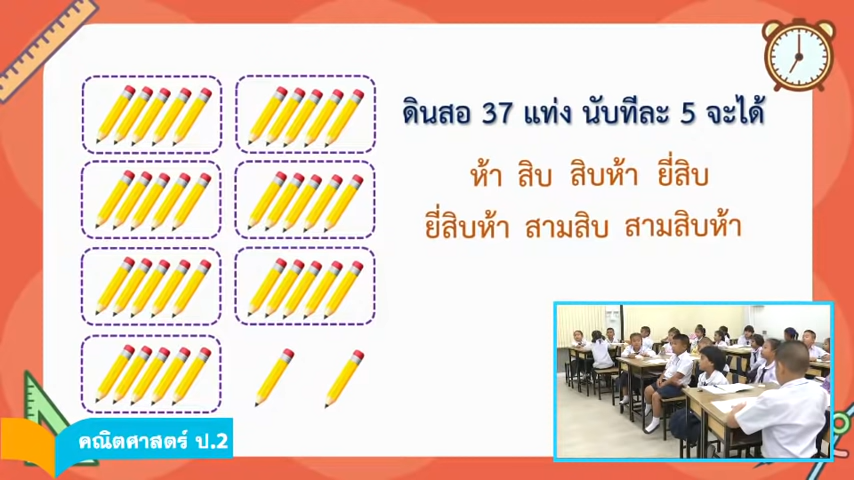 ดินสอ 37 แท่ง นับทีละ 5 จะได้
ห้า สิบ สิบห้า ยี่สิบ
ยี่สิบห้า สามสิบ สามสิบห้า
คณิตศาสตร์ ป.2